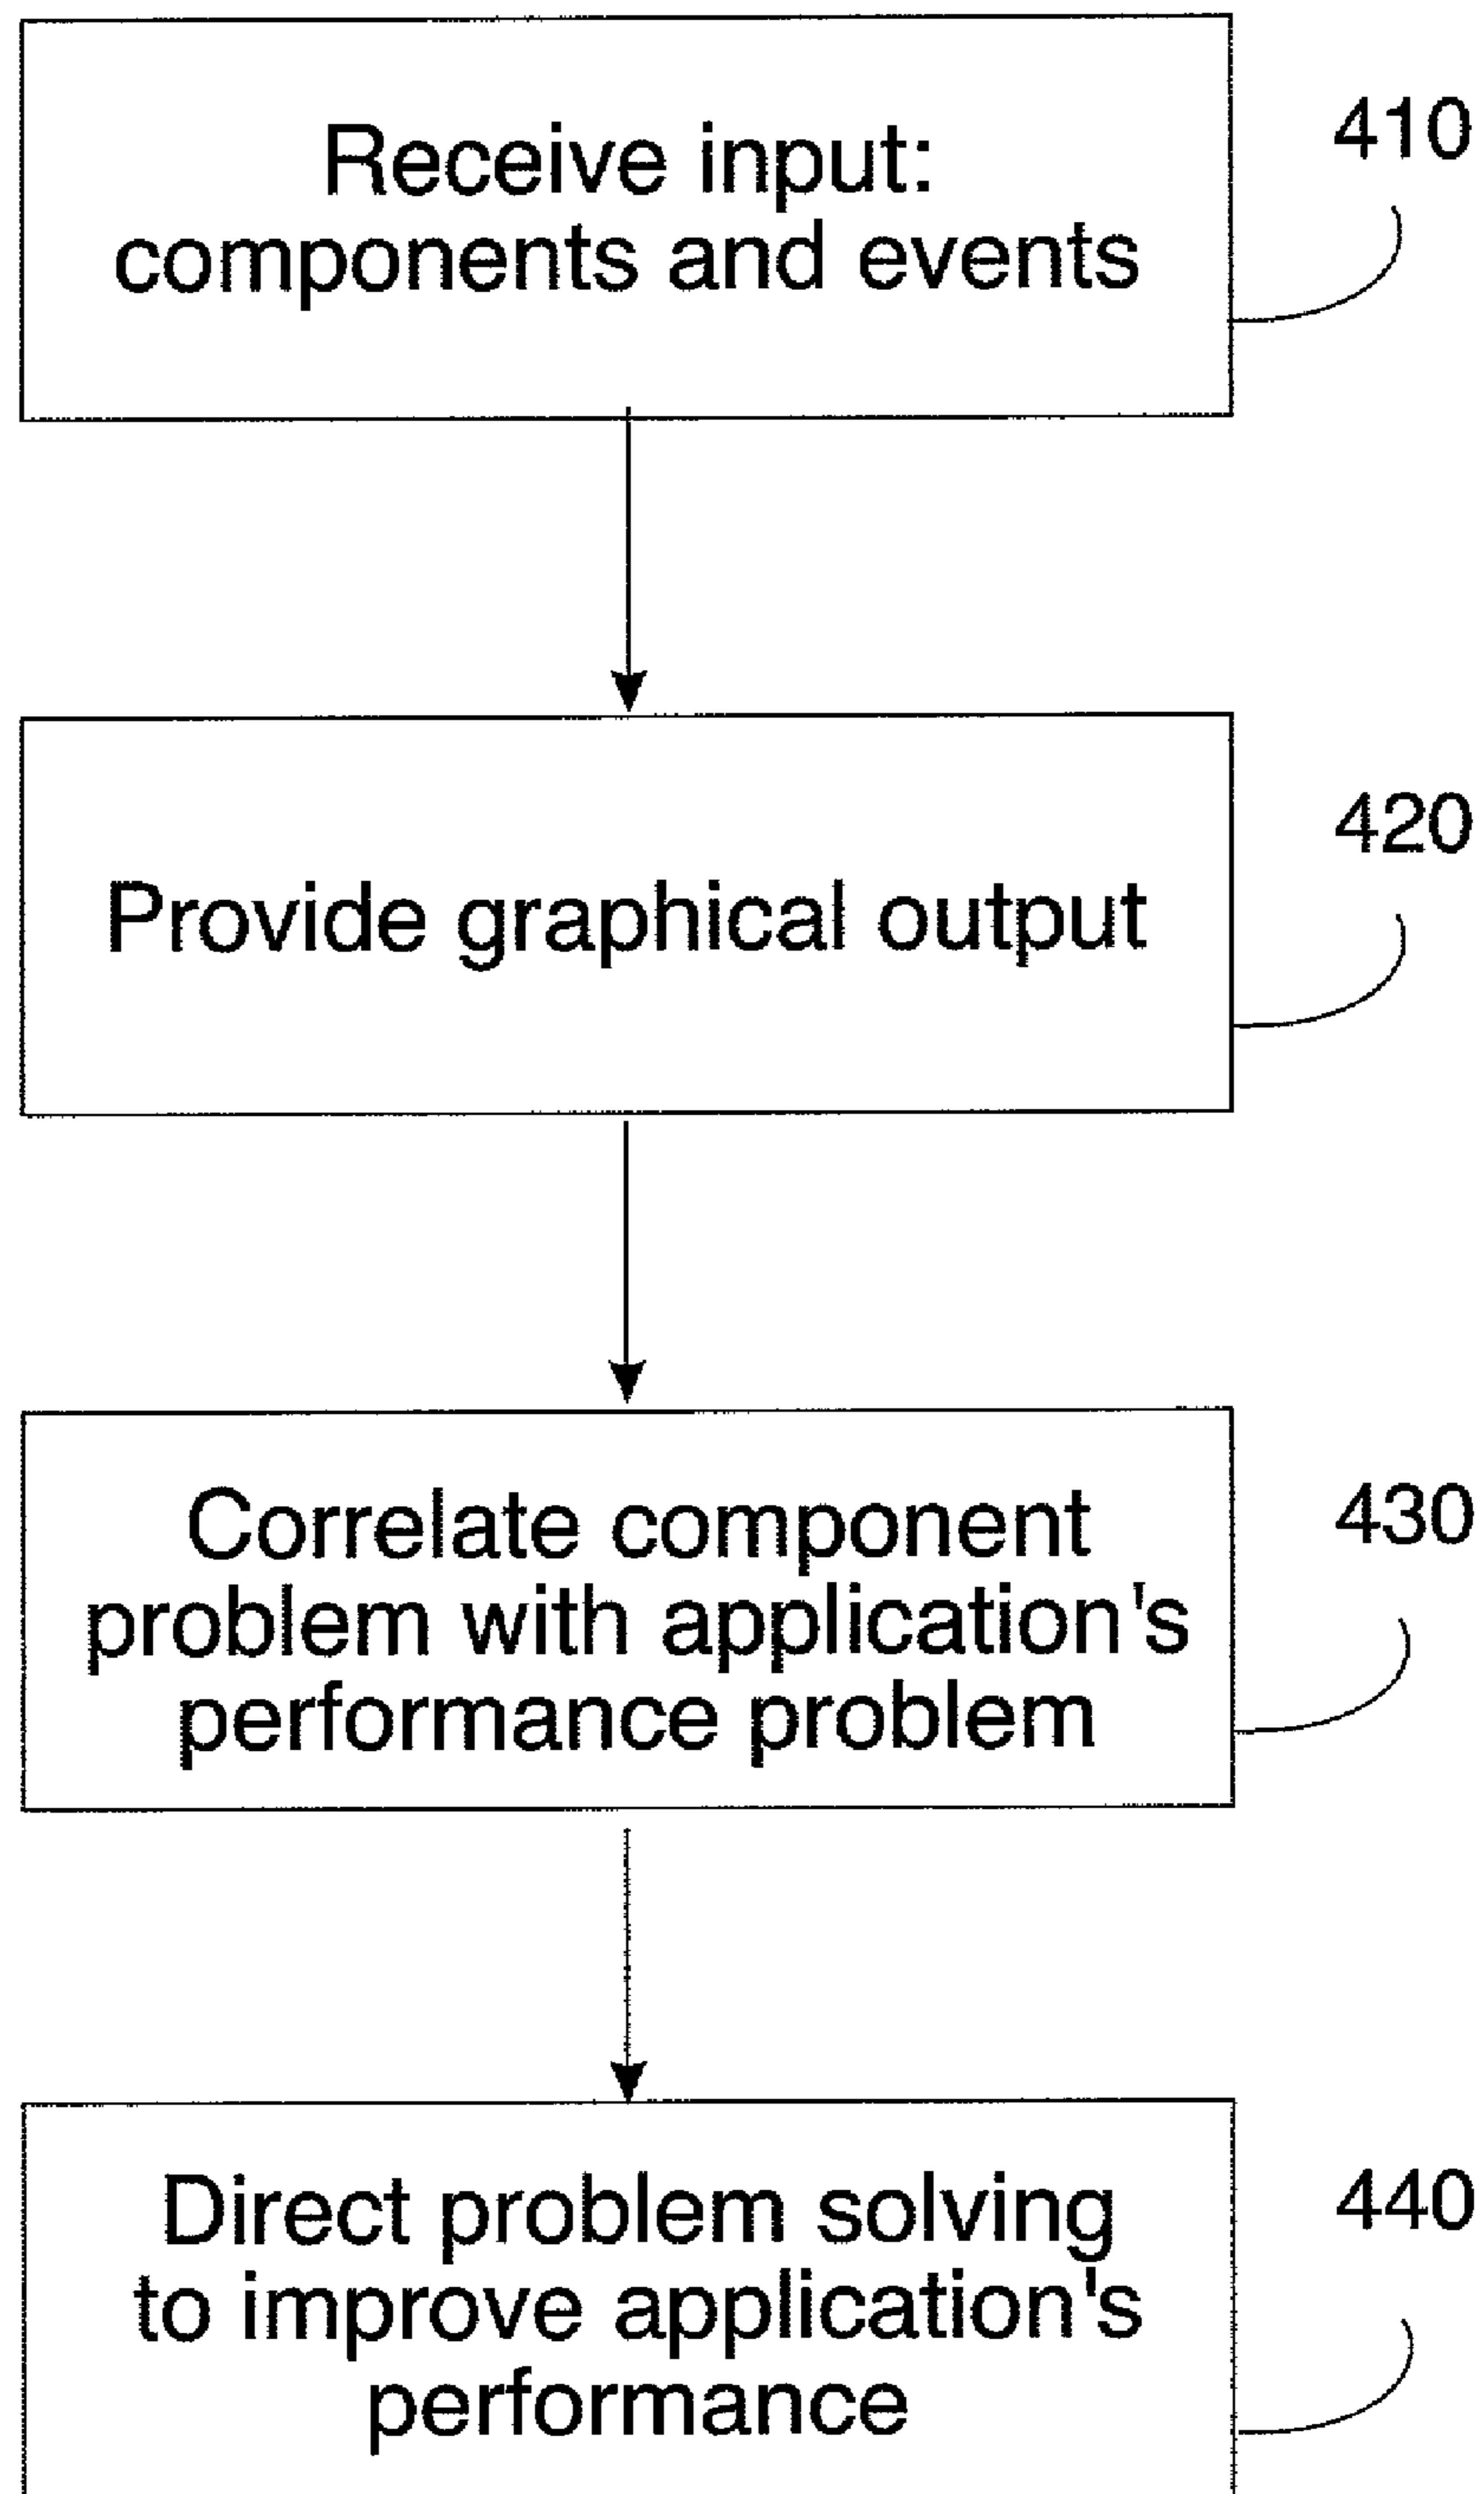 Receive input:
components and events
410
Provide graphical output
420
Correlate component
problem with application's
performance problem
430
Direct problem solving
to improve application's
performance
440